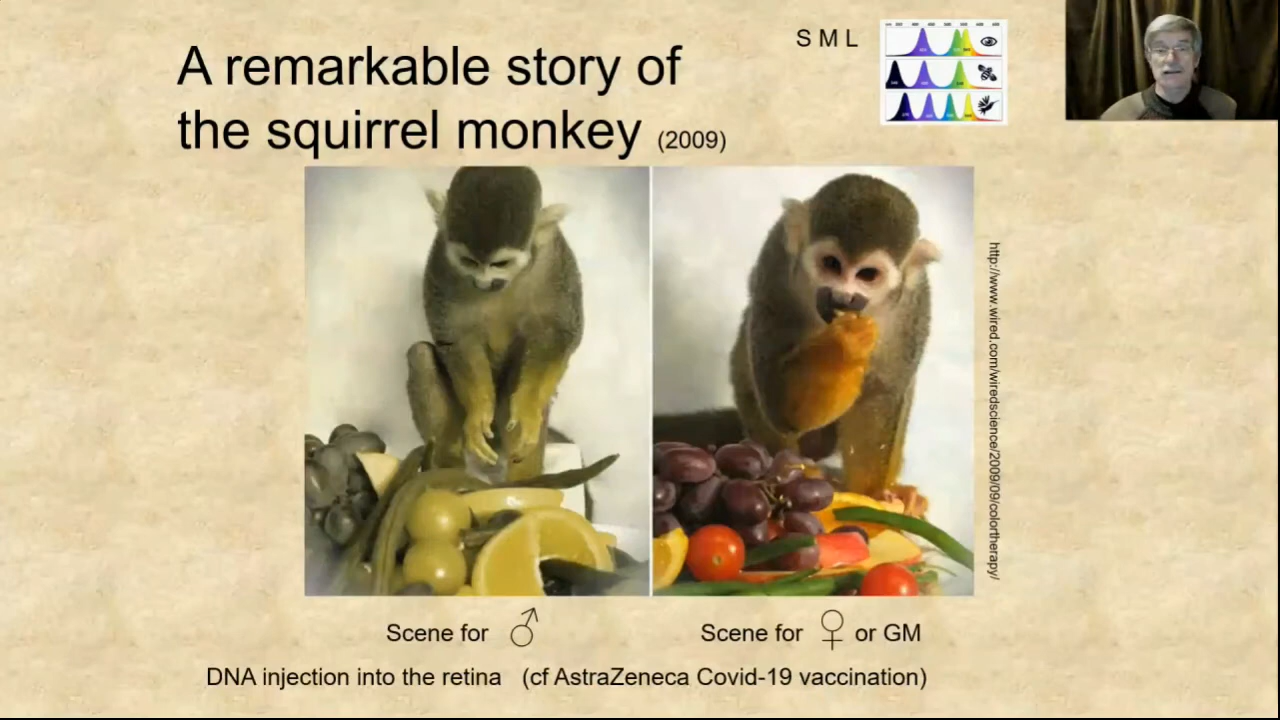 A remarkable story of
the squirrel monkey (2009)
S M L
http://www.wired.com/wiredscience/2009/09/colortherapy/
Scene for ♂
Scene for ♀ or GM
DNA injection into the retina (cf AstraZeneca Covid-19 vaccination)